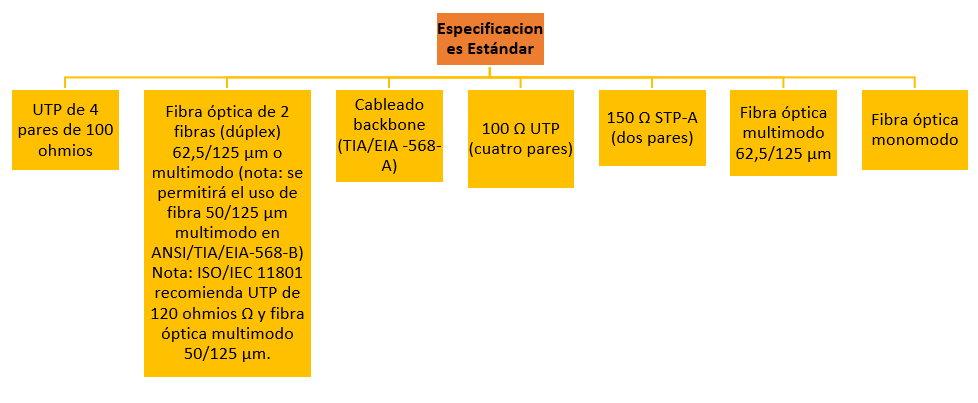 Especificacion
es Estándar
UTP de 4
pares de 100
ohmios
Fibra óptica de 2
fibras (dúplex)
62,5/125 µm o
multimodo (nota: se
permitirá el uso de
fibra 50/125 µm
multimodo en
ANSI/TIA/EIA-568-B)
Nota: ISO/IEC 11801
recomienda UTP de
120 ohmios Ω y fibra
óptica multimodo
50/125 µm.
Cableado
backbone
(TIA/EIA -568-
A)
100 Ω UTP
(cuatro pares)
150 Ω STP-A
(dos pares)
Fibra óptica
multimodo
62,5/125 µm
Fibra óptica
monomodo